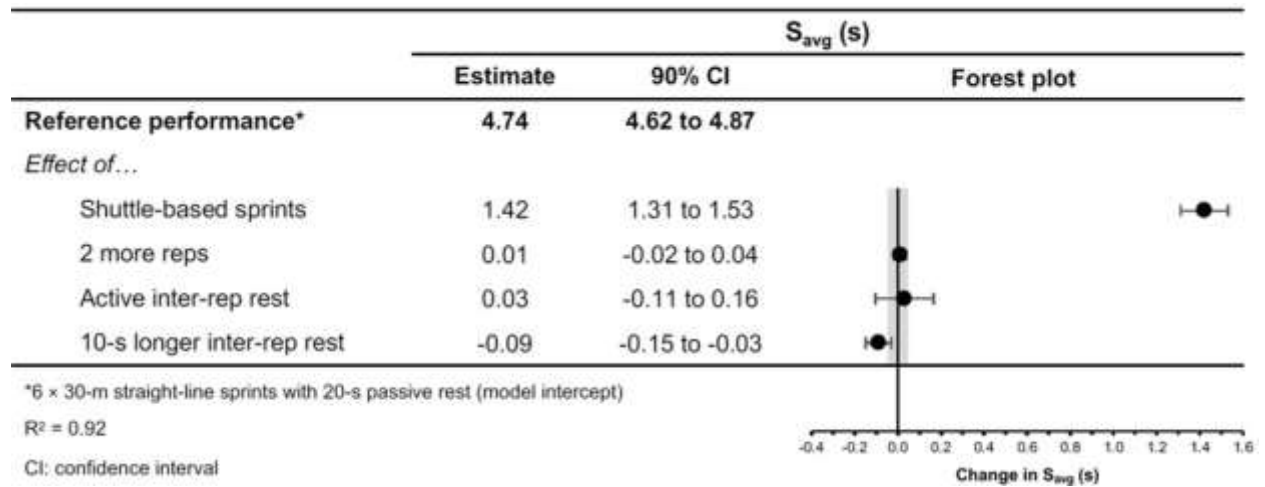 S_avg (s)
Estimate 90% CI Forest plot
Reference performance* 4.74 4.62 to 4.87
Effect of…
Shuttle-based sprints 1.42 1.31 to 1.53
2 more reps 0.01 -0.02 to 0.04
Active inter-rep rest 0.03 -0.11 to 0.16
10-s longer inter-rep rest -0.09 -0.15 to -0.03
*6 × 30-m straight-line sprints with 20-s passive rest (model intercept)
R² = 0.92
CI: confidence interval
-0.4 -0.2 0.0 0.2 0.4 0.6 0.8 1.0 1.2 1.4 1.6
Change in S_avg (s)